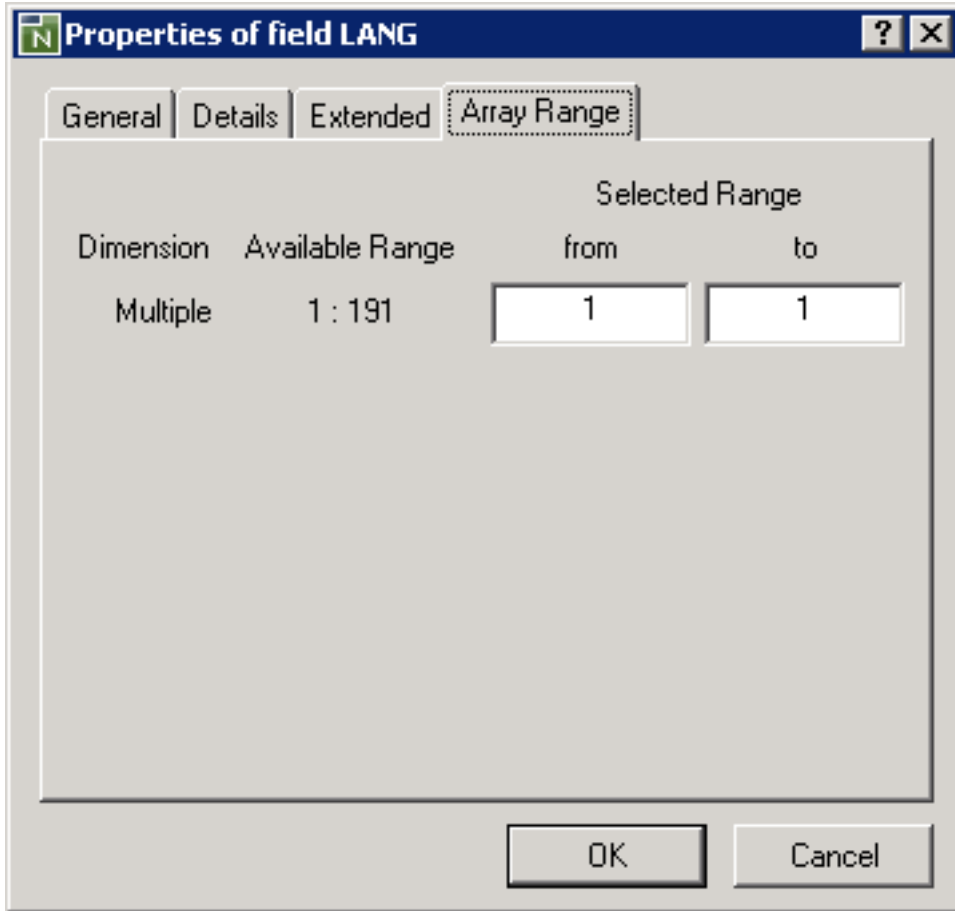 N Properties of field LANG ? X
General Details Extended Array Range
Selected Range
Dimension Available Range from to
Multiple 1 : 191 1 1
OK Cancel